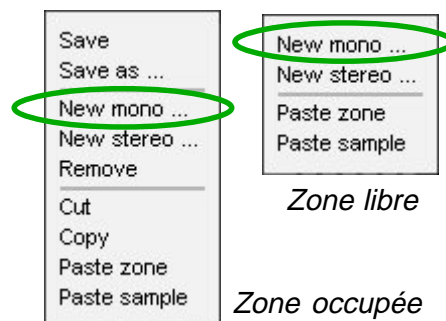 Save
Save as ...
New mono ...
New stereo ...
Remove
Cut
Copy
Paste zone
Paste sample
Zone occupée
New mono ...
New stereo ...
Paste zone
Paste sample
Zone libre